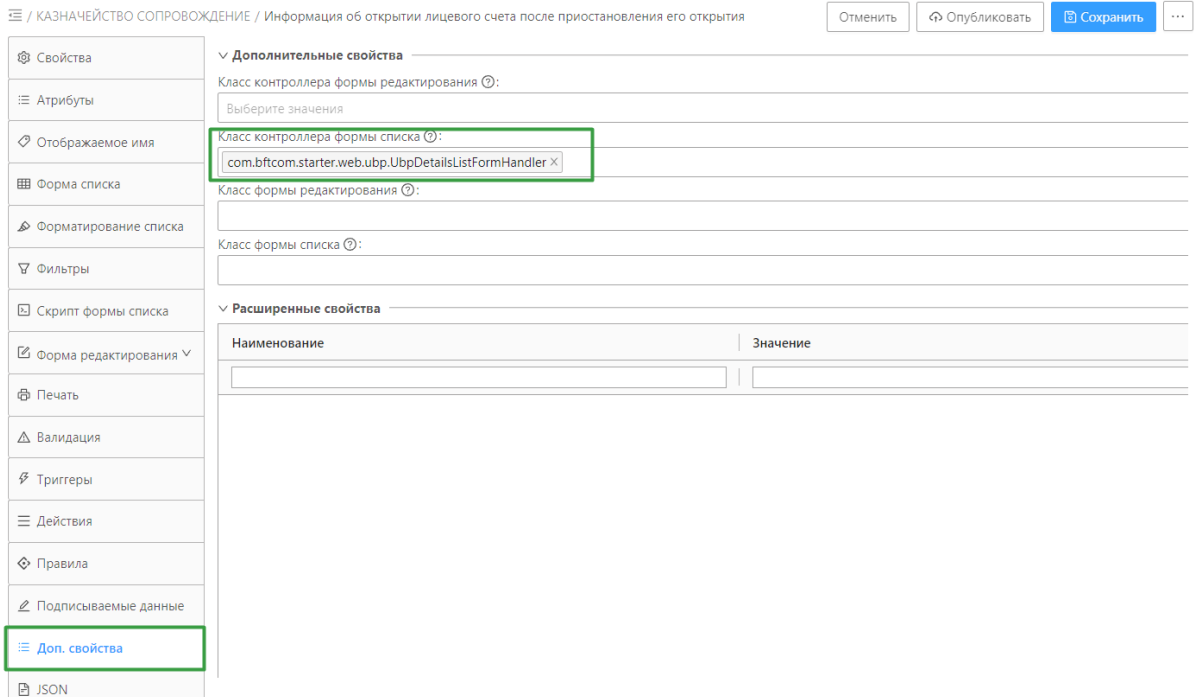 / КАЗНАЧЕЙСТВО СОПРОВОЖДЕНИЕ / Информация об открытии лицевого счета после приостановления его открытия
Отменить
Опубликовать
Сохранить
...
Свойства
Атрибуты
Отображаемое имя
Форма списка
Форматирование списка
Фильтры
Скрипт формы списка
Форма редактирования
Печать
Валидация
Триггеры
Действия
Правила
Подписываемые данные
Доп. свойства
JSON
Дополнительные свойства
Класс контроллера формы редактирования ?:
Выберите значения
Класс контроллера формы списка ?:
com.bftcom.starter.web.ubp.UbpDetailsListFormHandler ×
Класс формы редактирования ?:
Класс формы списка ?:
Расширенные свойства
Наименование
Значение